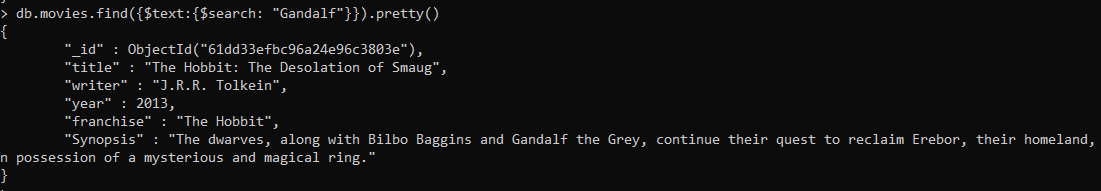 > db.movies.find({$text:{$search: "Gandalf"}}).pretty()
{
"_id" : ObjectId("61dd33efbc96a24e96c3803e"),
"title" : "The Hobbit: The Desolation of Smaug",
"writer" : "J.R.R. Tolkein",
"year" : 2013,
"franchise" : "The Hobbit",
"Synopsis" : "The dwarves, along with Bilbo Baggins and Gandalf the Grey, continue their quest to reclaim Erebor, their homeland,
n possession of a mysterious and magical ring."
}